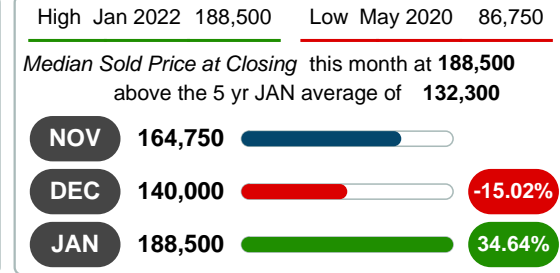 High Jan 2022 188,500 Low May 2020 86,750
Median Sold Price at Closing this month at 188,500
above the 5 yr JAN average of 132,300
NOV 164,750
DEC 140,000 -15.02%
JAN 188,500 34.64%